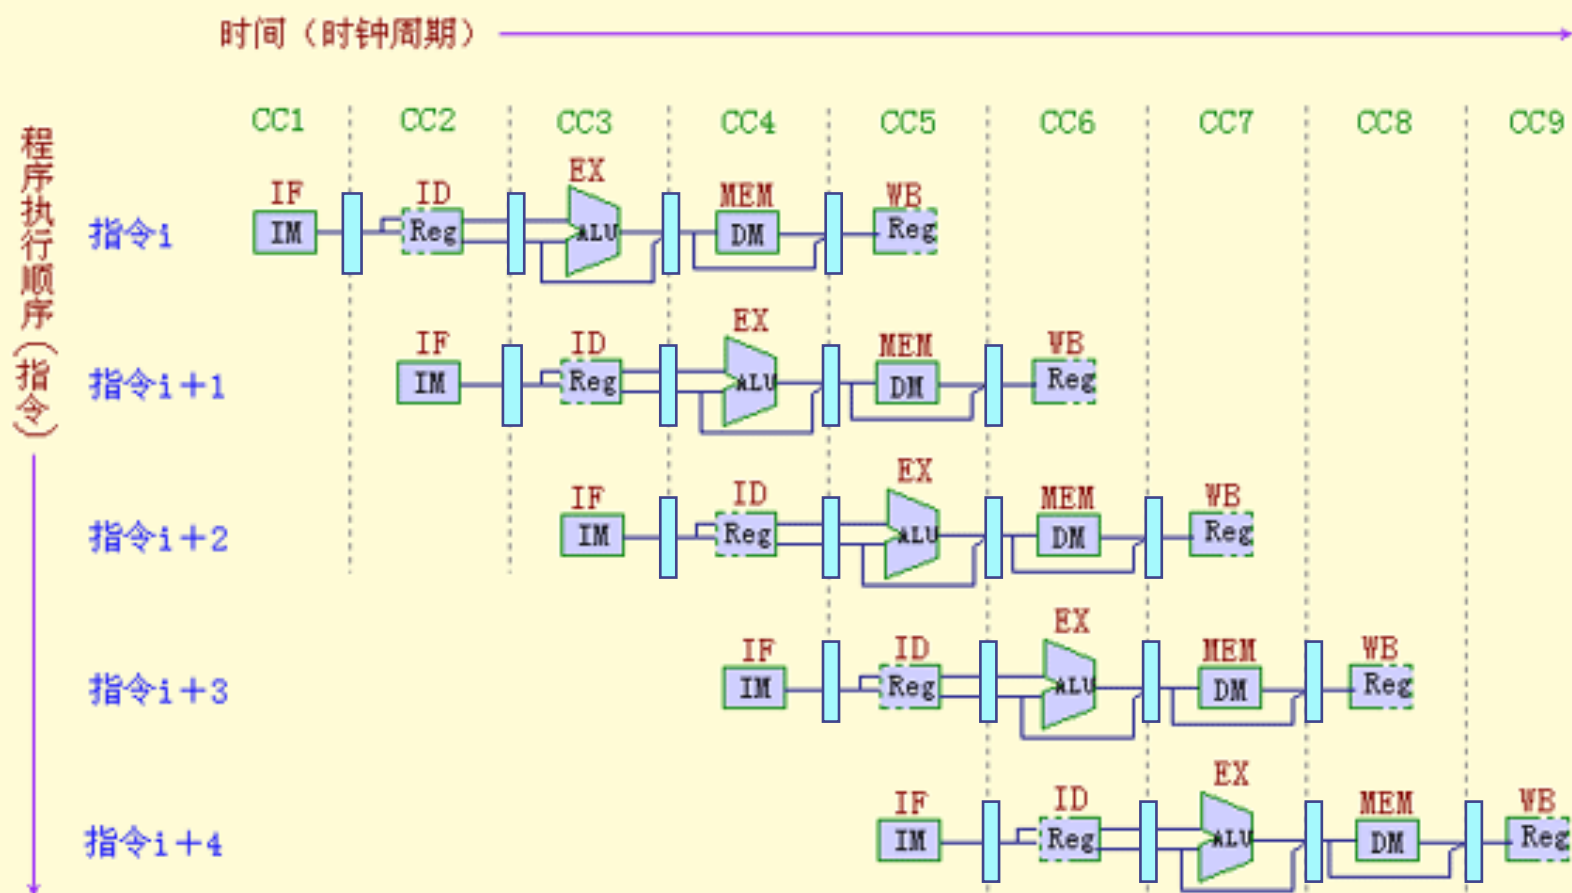 时间（时钟周期）
CC1 CC2 CC3 CC4 CC5 CC6 CC7 CC8 CC9
程序执行顺序（指令）
IF ID EX MEM WB
指令i IM Reg ALU DM Reg
IF ID EX MEM WB
指令i+1 IM Reg ALU DM Reg
IF ID EX MEM WB
指令i+2 IM Reg ALU DM Reg
IF ID EX MEM WB
指令i+3 IM Reg ALU DM Reg
IF ID EX MEM WB
指令i+4 IM Reg ALU DM Reg